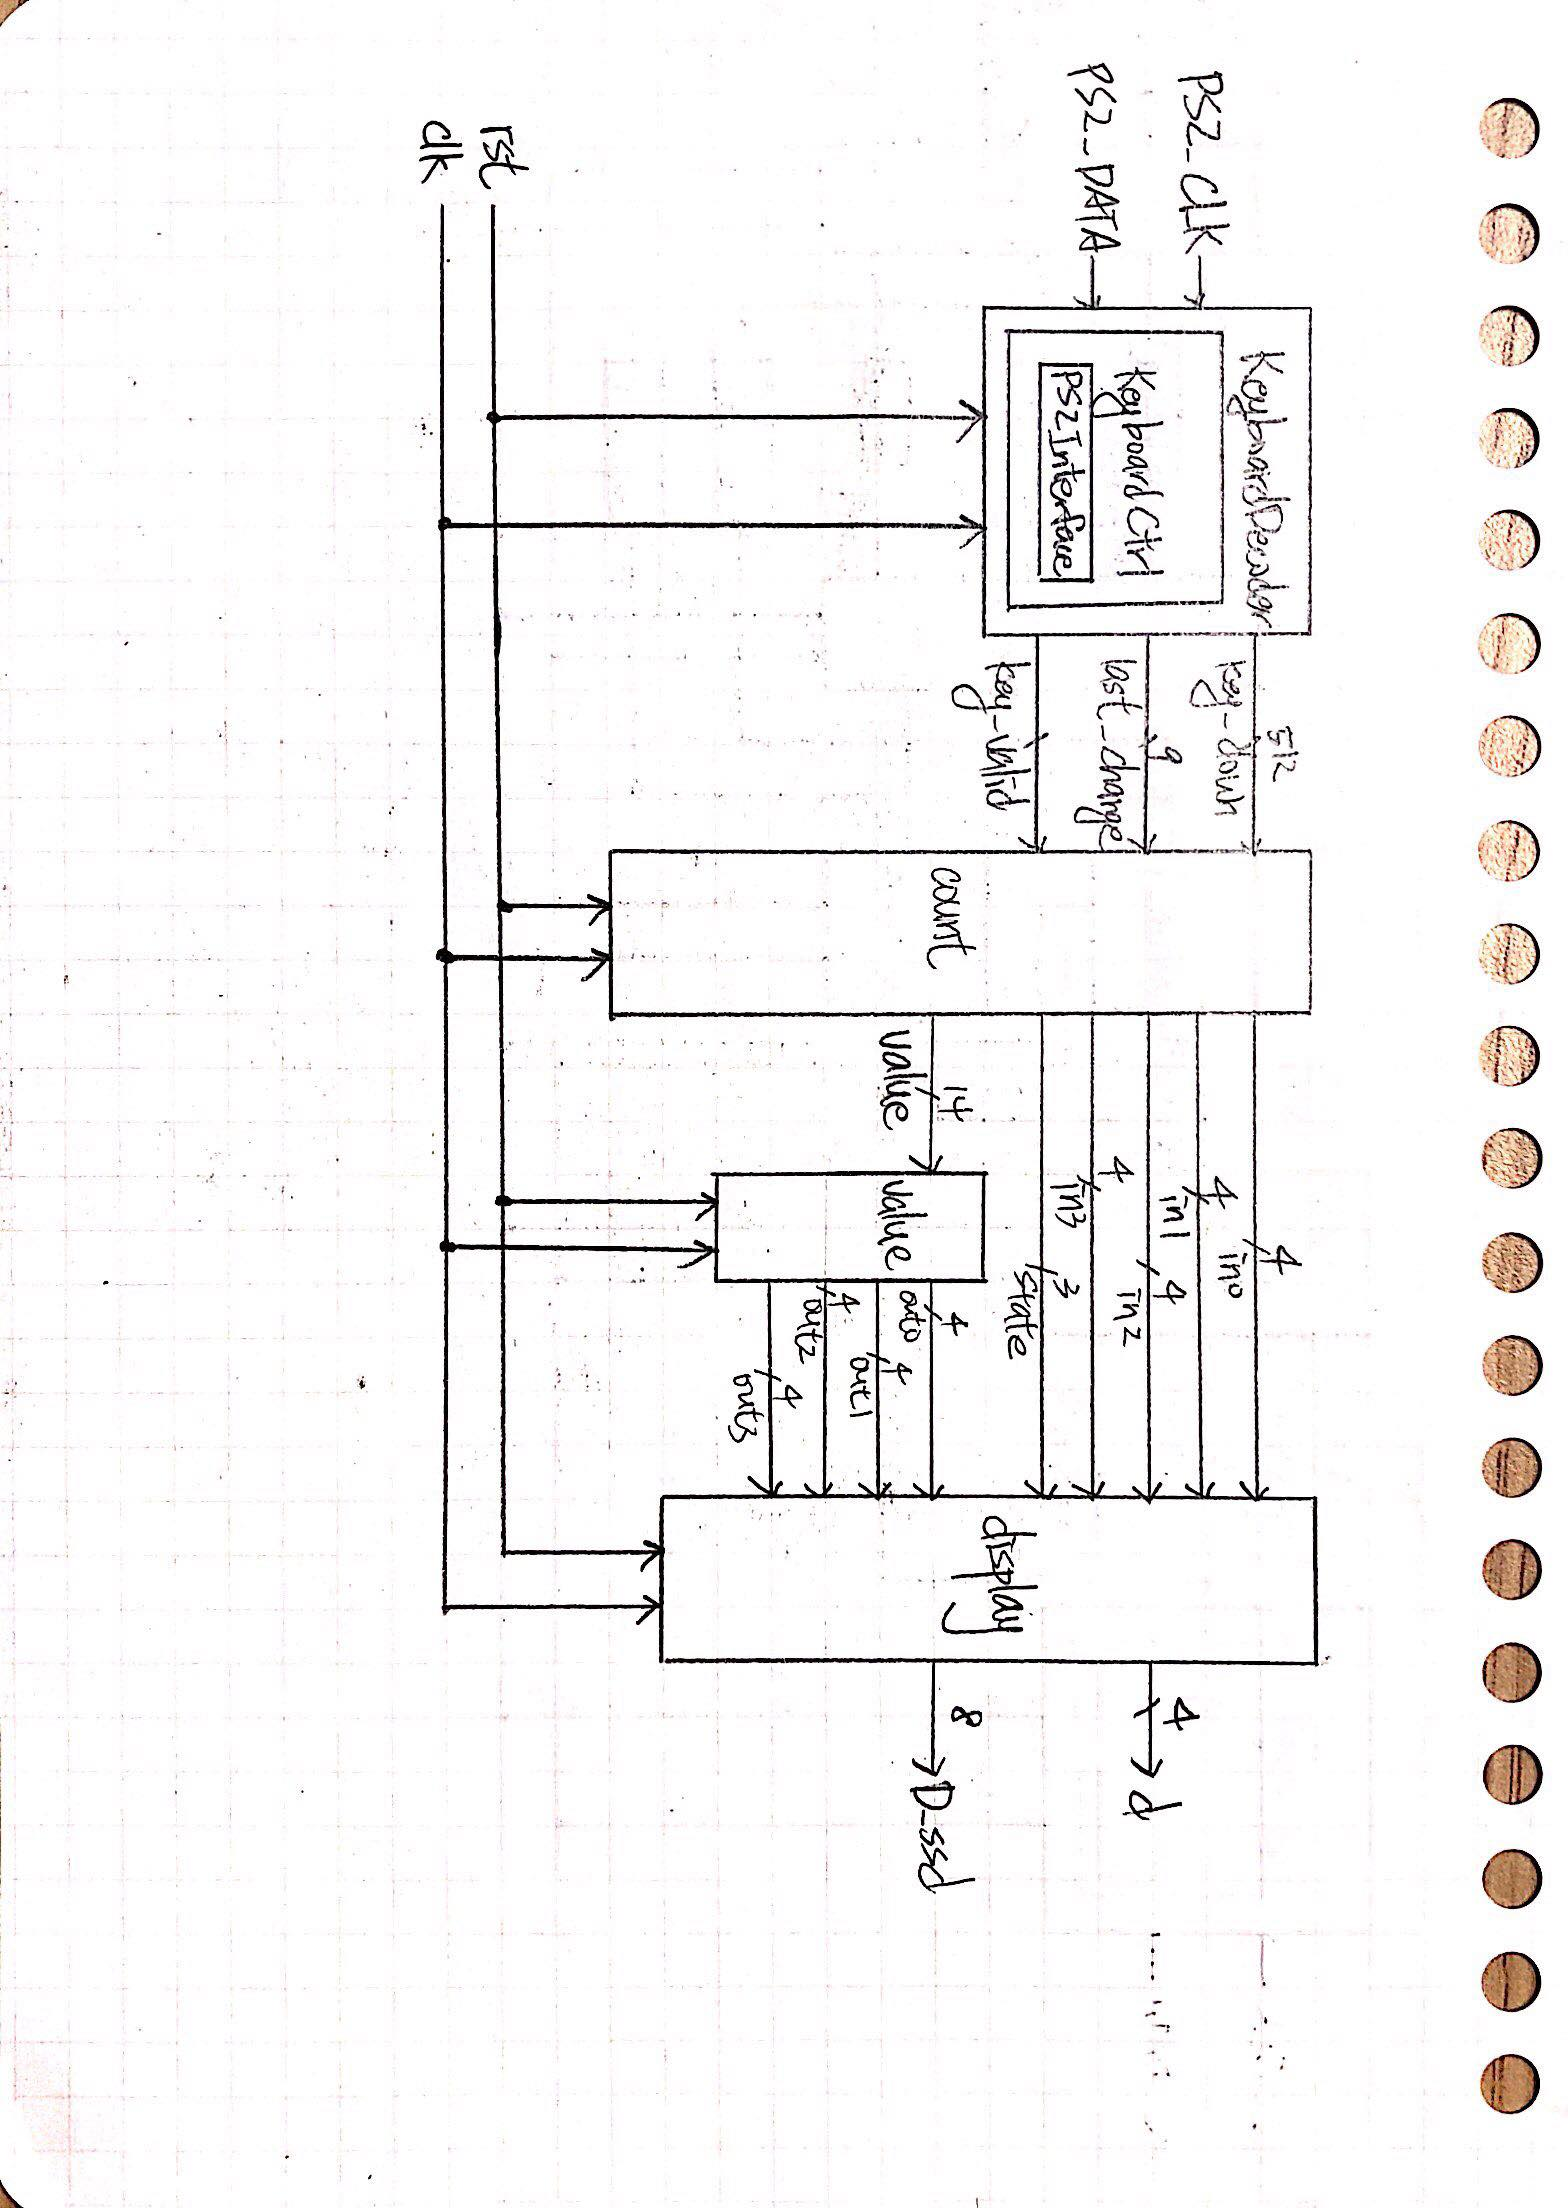 PS2_CLK
PS2_DATA
KeyboardDecoder
KeyboardCtrl
PS2Interface
512
key_down
9
last_change
key_valid
count
4
in0
4
in1
4
in2
4
in3
3
state
14
value
value
4
out0
4
out1
4
out2
4
out3
display
4
d
8
D_ssd
rst
clk